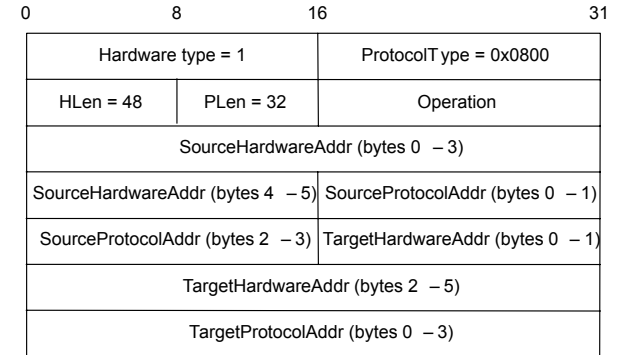 0 8 16 31
Hardware type = 1 ProtocolType = 0x0800
HLen = 48 PLen = 32 Operation
SourceHardwareAddr (bytes 0 – 3)
SourceHardwareAddr (bytes 4 – 5) SourceProtocolAddr (bytes 0 – 1)
SourceProtocolAddr (bytes 2 – 3) TargetHardwareAddr (bytes 0 – 1)
TargetHardwareAddr (bytes 2 – 5)
TargetProtocolAddr (bytes 0 – 3)